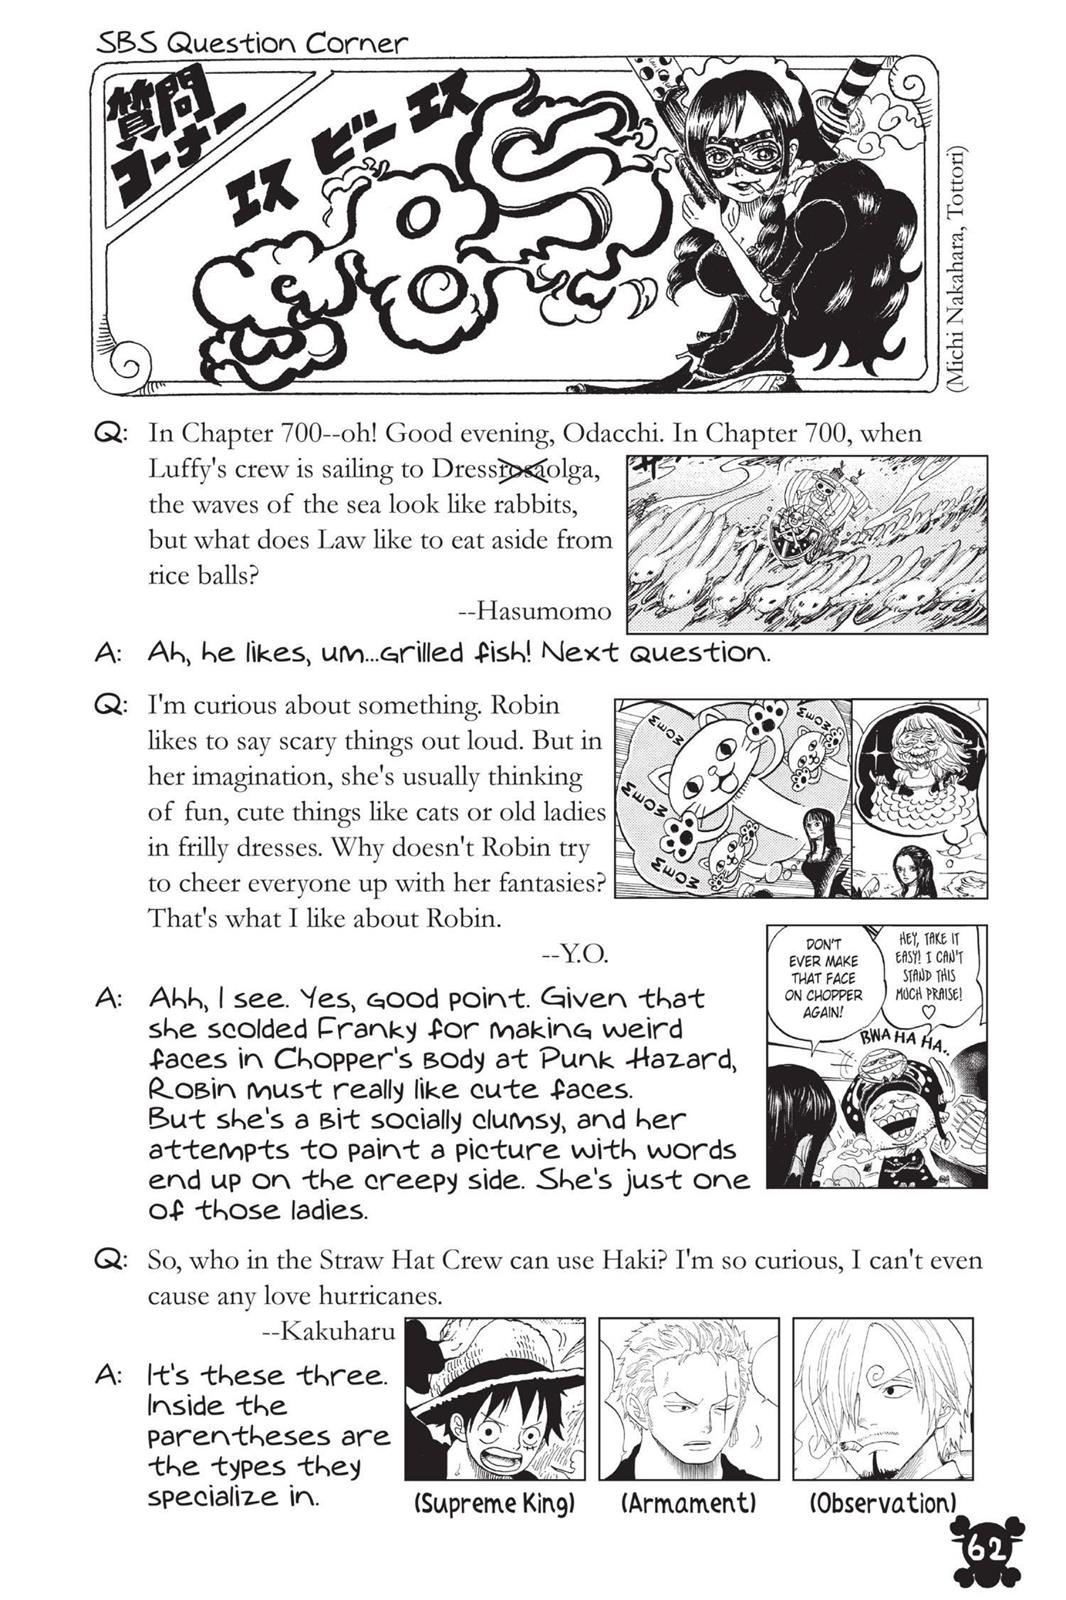 SBS Question Corner
質問
コーナー
エス ビー エス
SBS
(Michi Nakahara, Tottori)
Q: In Chapter 700--oh! Good evening, Odacchi. In Chapter 700, when
Luffy's crew is sailing to Dressrosaolga,
the waves of the sea look like rabbits,
but what does Law like to eat aside from
rice balls?
--Hasumomo
A: Ah, he likes, um...grilled fish! Next question.
Q: I'm curious about something. Robin
likes to say scary things out loud. But in
her imagination, she's usually thinking
of fun, cute things like cats or old ladies
in frilly dresses. Why doesn't Robin try
to cheer everyone up with her fantasies?
That's what I like about Robin.
--Y.O.
MEOW
MEOW
MEOW
MEOW
MEOW
A: Ahh, I see. Yes, good point. Given that
she scolded Franky for making weird
faces in Chopper's body at Punk Hazard,
Robin must really like cute faces.
But she's a bit socially clumsy, and her
attempts to paint a picture with words
end up on the creepy side. She's just one
of those ladies.
DON'T
EVER MAKE
THAT FACE
ON CHOPPER
AGAIN!
HEY, TAKE IT
EASY! I CAN'T
STAND THIS
MUCH PRAISE!
♡
BWA HA HA..
Q: So, who in the Straw Hat Crew can use Haki? I'm so curious, I can't even
cause any love hurricanes.
--Kakuharu
A: It's these three.
Inside the
parentheses are
the types they
specialize in.
(Supreme King) (Armament) (Observation)
62